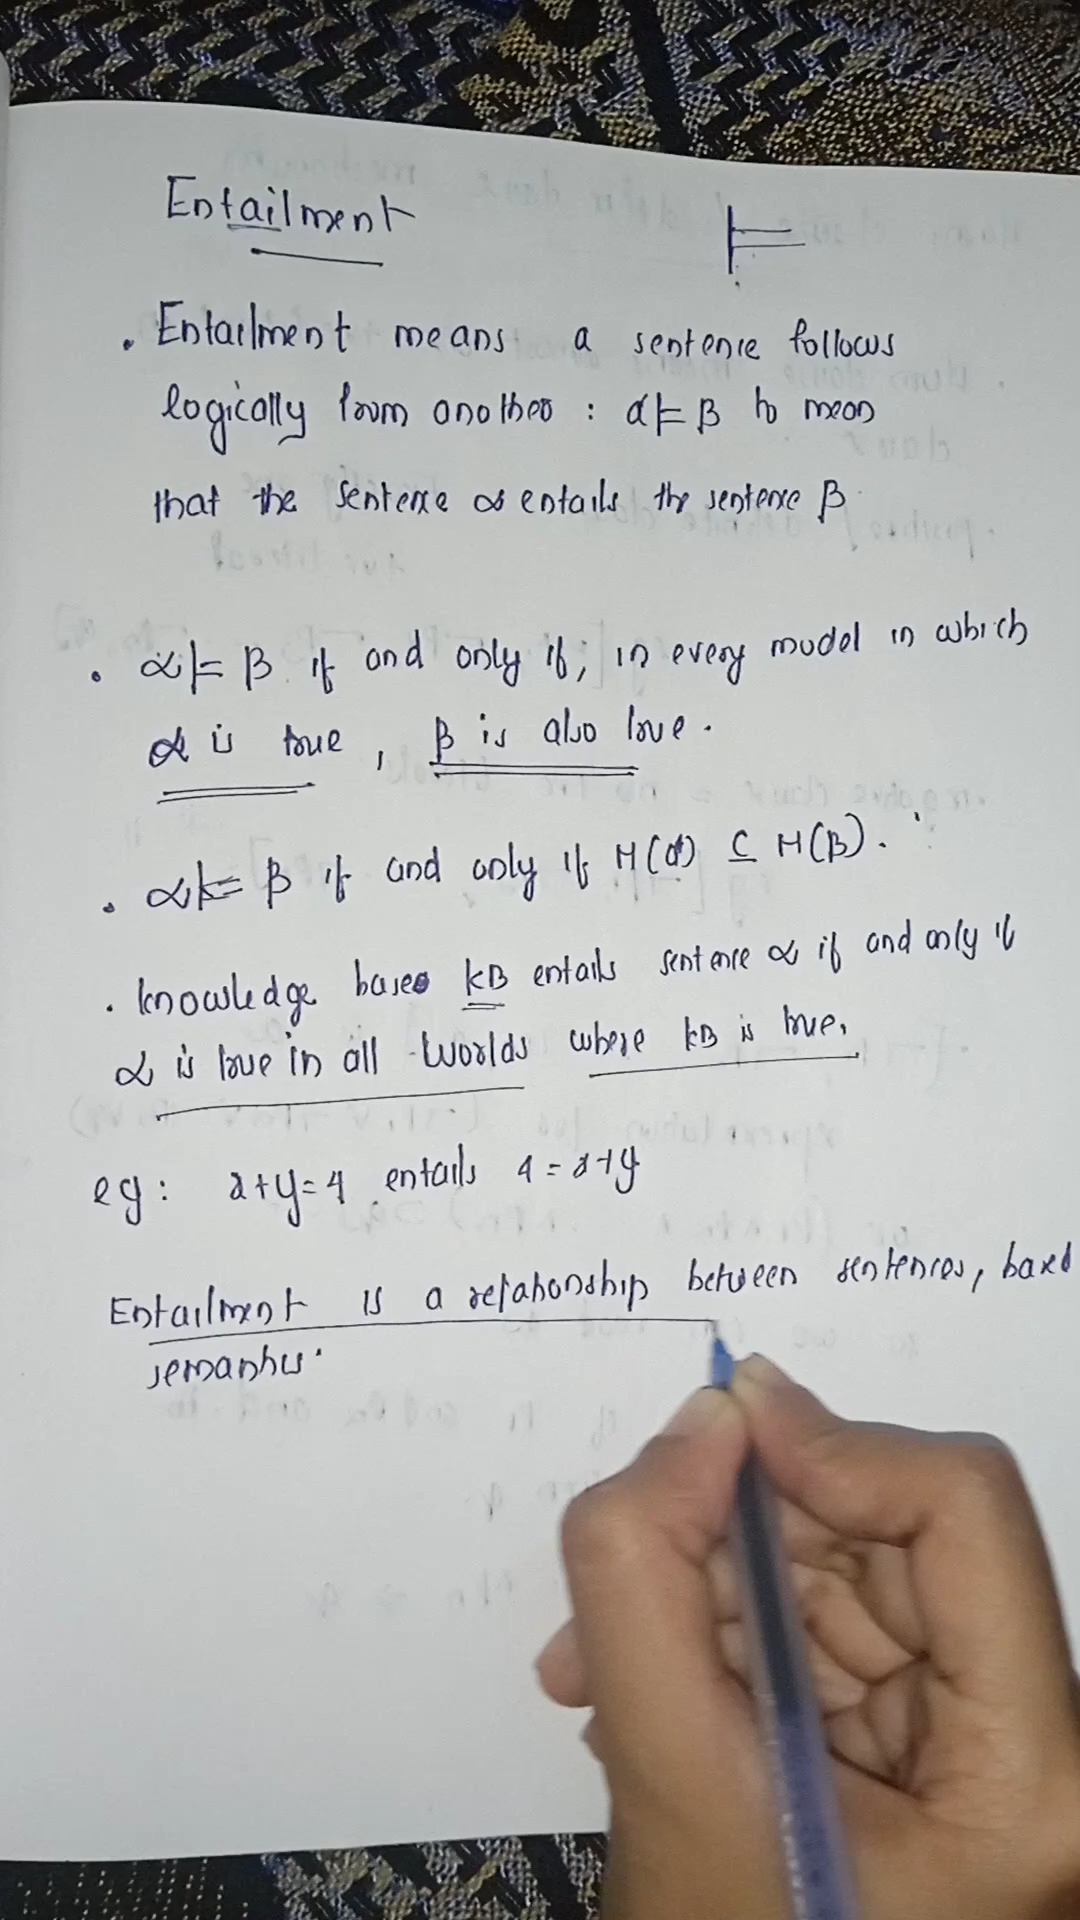 Entailment ⊨
. Entailment means a sentence follows
logically from another : α ⊨ β to mean
that the sentence α entails the sentence β
. α ⊨ β if and only if; in every model in which
α is true , β is also true .
. α ⊨ β if and only if M(α) ⊆ M(β) .
. knowledge bases KB entails sentence α if and only if
α is true in all worlds where KB is true.
eg : x+y=4 entails 4=x+y
Entailment is a relationship between sentences, based
semantics .